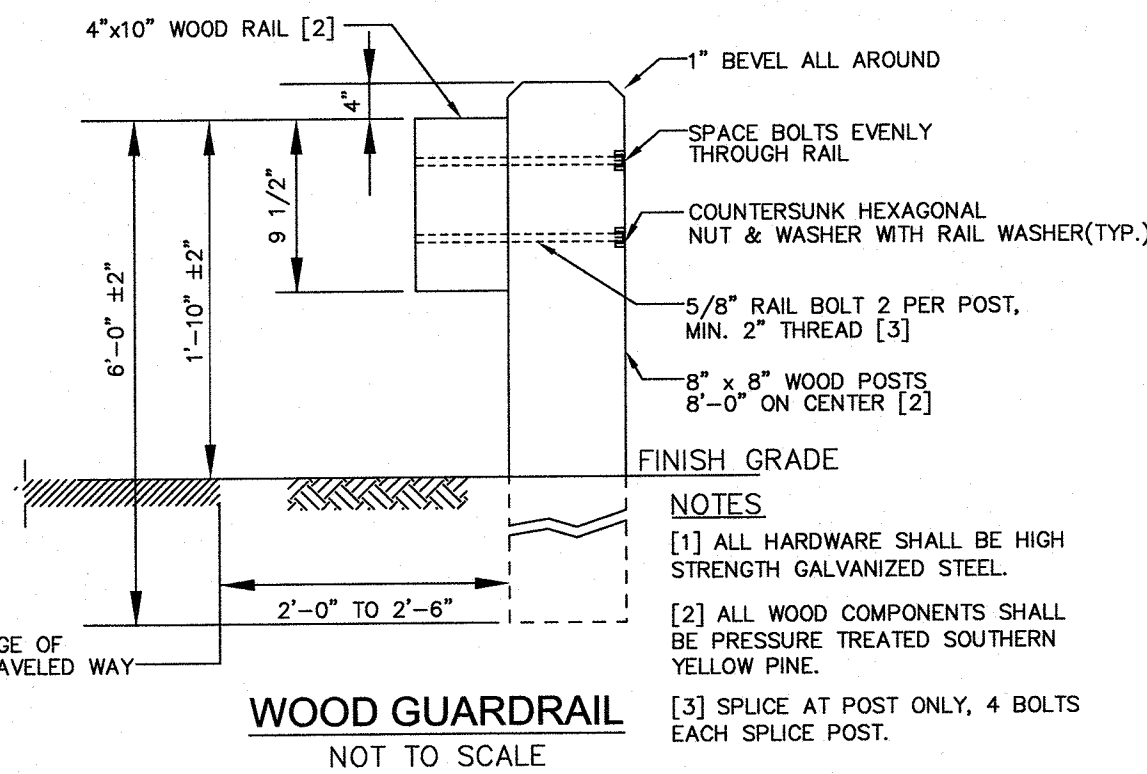 4"x10" WOOD RAIL [2]
1" BEVEL ALL AROUND
4"
SPACE BOLTS EVENLY
THROUGH RAIL
9 1/2"
COUNTERSUNK HEXAGONAL
NUT & WASHER WITH RAIL WASHER(TYP.)
6'-0" ±2"
1'-10" ±2"
5/8" RAIL BOLT 2 PER POST,
MIN. 2" THREAD [3]
8" x 8" WOOD POSTS
8'-0" ON CENTER [2]
FINISH GRADE
NOTES
[1] ALL HARDWARE SHALL BE HIGH
STRENGTH GALVANIZED STEEL.
2'-0" TO 2'-6"
[2] ALL WOOD COMPONENTS SHALL
BE PRESSURE TREATED SOUTHERN
YELLOW PINE.
GE OF
AVELED WAY
[3] SPLICE AT POST ONLY, 4 BOLTS
EACH SPLICE POST.
WOOD GUARDRAIL
NOT TO SCALE